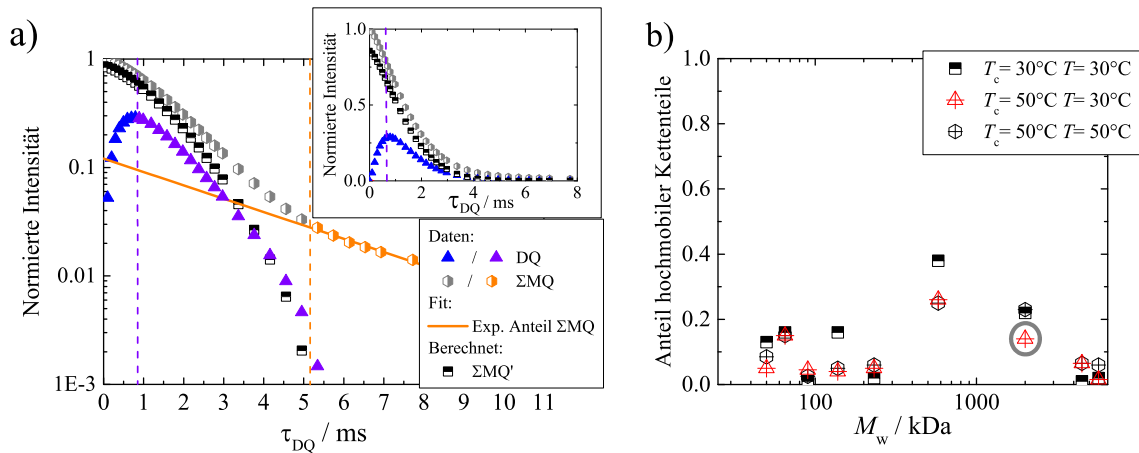 a)
Normierte Intensität
1
0.1
0.01
1E-3
0 1 2 3 4 5 6 7 8 9 10 11
τDQ / ms
Normierte Intensität
1.0
0.5
0.0
0 2 4 6 8
τDQ / ms
Daten:
/ DQ
/ ΣMQ
Fit:
Exp. Anteil ΣMQ
Berechnet:
ΣMQ'
b)
Anteil hochmobiler Kettenteile
1.0
0.8
0.6
0.4
0.2
0.0
100 1000
Mw / kDa
Tc= 30°C T= 30°C
Tc= 50°C T= 30°C
Tc= 50°C T= 50°C